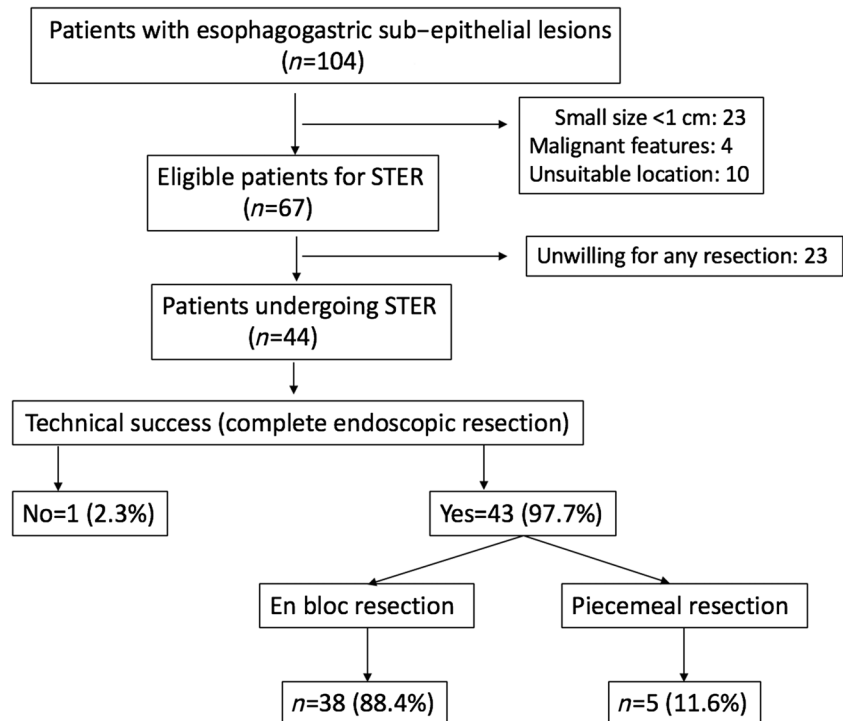 Patients with esophagogastric sub−epithelial lesions
(n=104)
Small size <1 cm: 23
Malignant features: 4
Unsuitable location: 10
Eligible patients for STER
(n=67)
Unwilling for any resection: 23
Patients undergoing STER
(n=44)
Technical success (complete endoscopic resection)
No=1 (2.3%)
Yes=43 (97.7%)
En bloc resection
Piecemeal resection
n=38 (88.4%)
n=5 (11.6%)